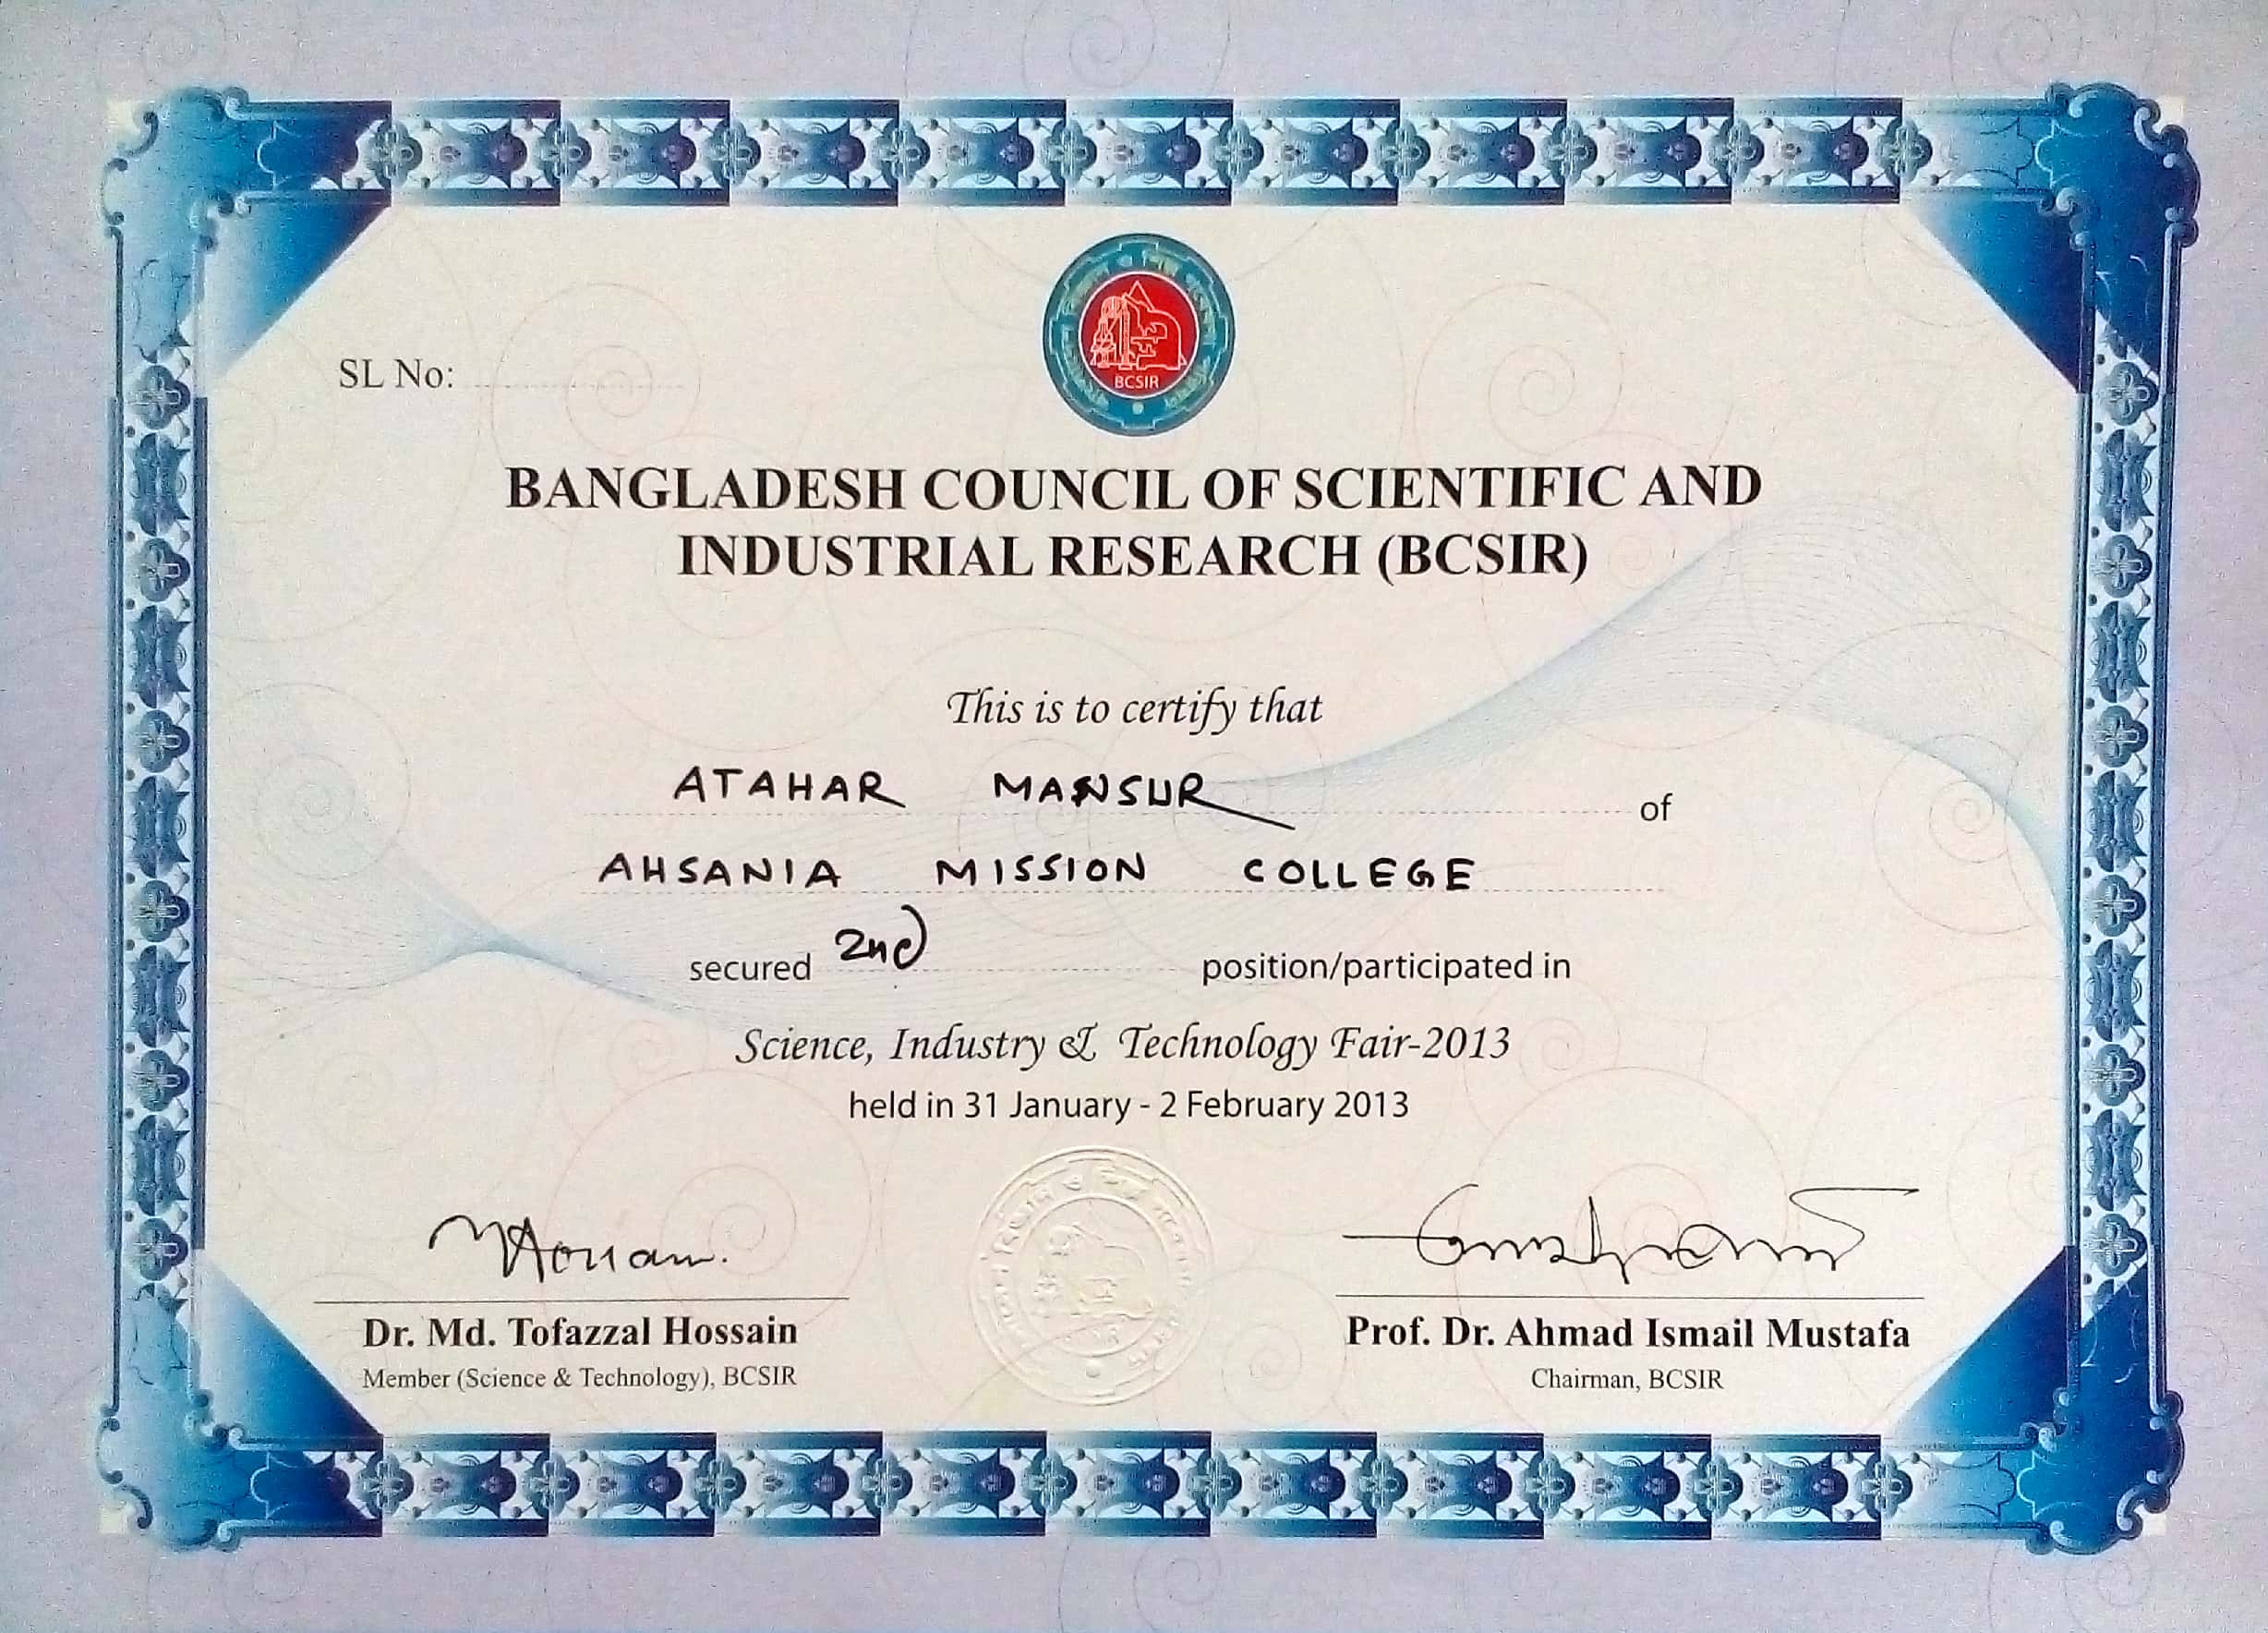 BCSIR
SL No:
BANGLADESH COUNCIL OF SCIENTIFIC AND
INDUSTRIAL RESEARCH (BCSIR)
This is to certify that
ATAHAR MANSUR of
AHSANIA MISSION COLLEGE
secured 2nd position/participated in
Science, Industry & Technology Fair-2013
held in 31 January - 2 February 2013
Dr. Md. Tofazzal Hossain
Member (Science & Technology), BCSIR
Prof. Dr. Ahmad Ismail Mustafa
Chairman, BCSIR